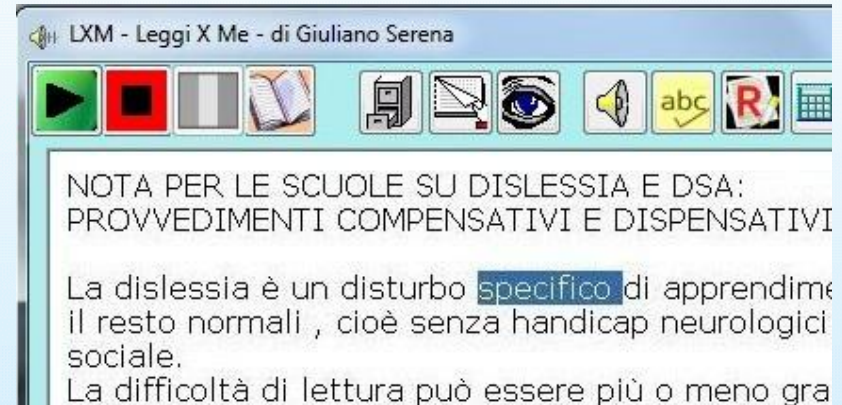 LXM - Leggi X Me - di Giuliano Serena
abc R
NOTA PER LE SCUOLE SU DISLESSIA E DSA:
PROVVEDIMENTI COMPENSATIVI E DISPENSATIVI
La dislessia è un disturbo specifico di apprendime
il resto normali , cioè senza handicap neurologici
sociale.
La difficoltà di lettura può essere più o meno gra